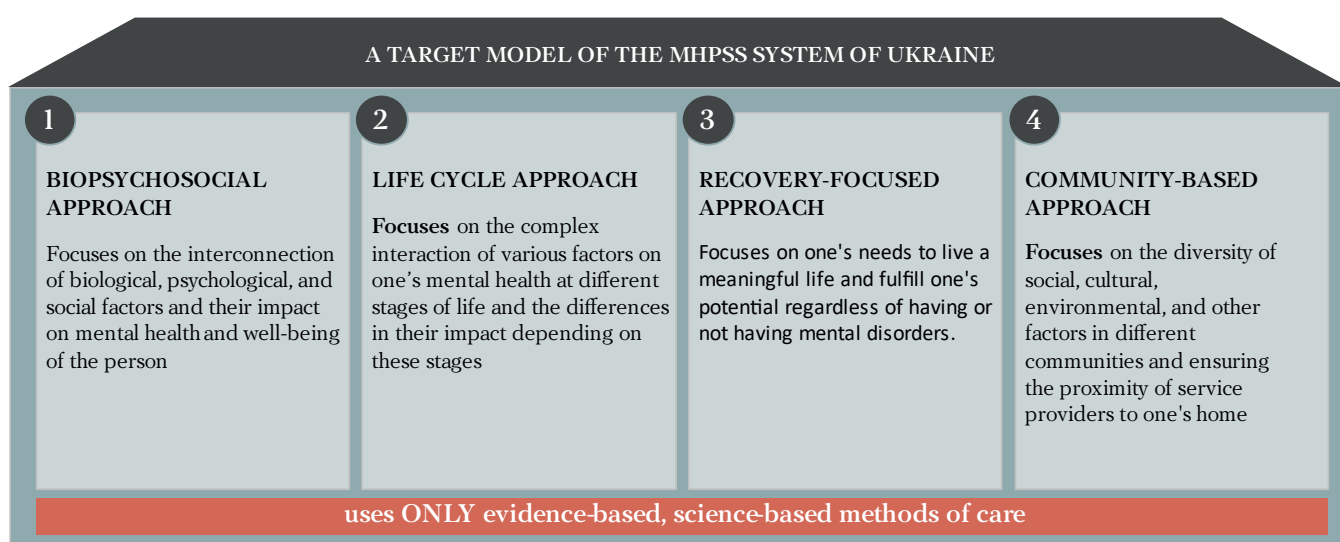 A TARGET MODEL OF THE MHPSS SYSTEM OF UKRAINE
1
BIOPSYCHOSOCIAL
APPROACH
Focuses on the interconnection
of biological, psychological, and
social factors and their impact
on mental health and well-being
of the person
2
LIFE CYCLE APPROACH
Focuses on the complex
interaction of various factors on
one’s mental health at different
stages of life and the differences
in their impact depending on
these stages
3
RECOVERY-FOCUSED
APPROACH
Focuses on one's needs to live a
meaningful life and fulfill one's
potential regardless of having or
not having mental disorders.
4
COMMUNITY-BASED
APPROACH
Focuses on the diversity of
social, cultural,
environmental, and other
factors in different
communities and ensuring
the proximity of service
providers to one's home
uses ONLY evidence-based, science-based methods of care